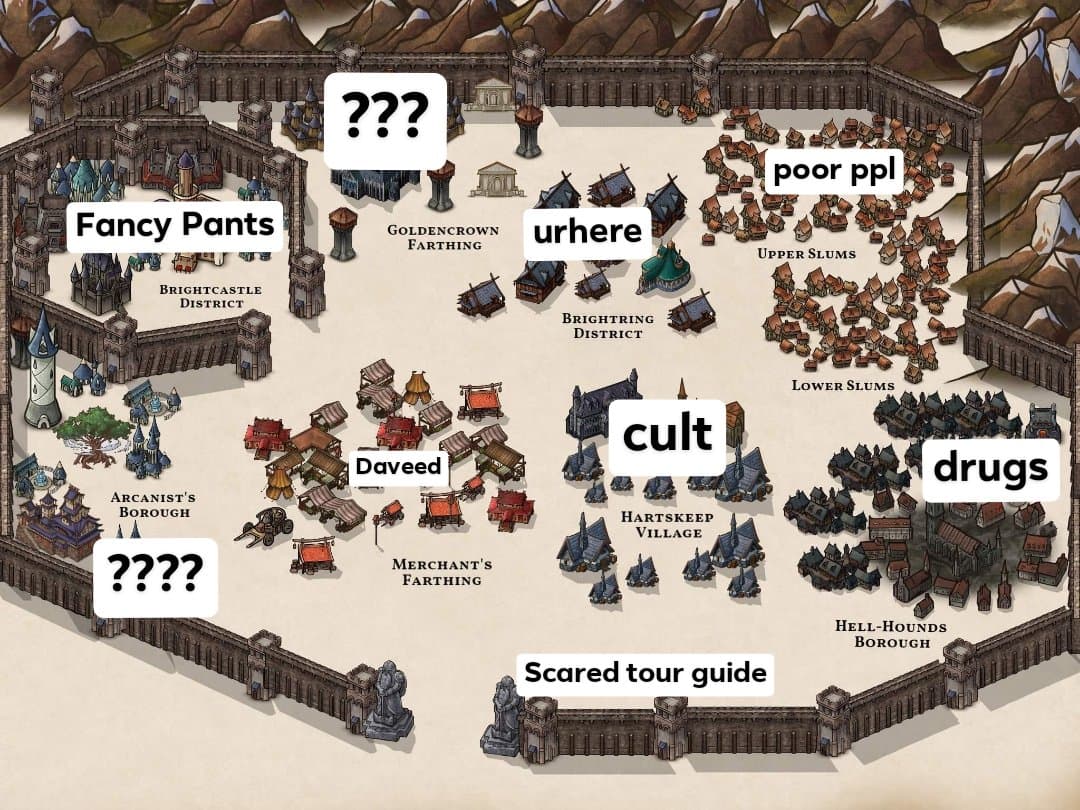 ???
poor ppl
Fancy Pants
urhere
Goldencrown
Farthing
Upper Slums
Brightcastle
District
Brightring
District
Lower Slums
cult
Daveed
drugs
Arcanist's
Borough
Hartskeep
Village
????
Merchant's
Farthing
Hell-Hounds
Borough
Scared tour guide